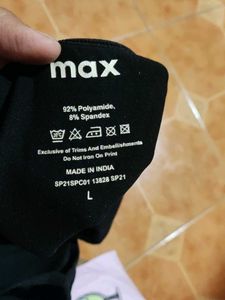 max
92% Polyamide,
8% Spandex
Exclusive of Trims And Embellishments
Do Not Iron On Print
MADE IN INDIA
SP21SPC01 13828 SP21
L